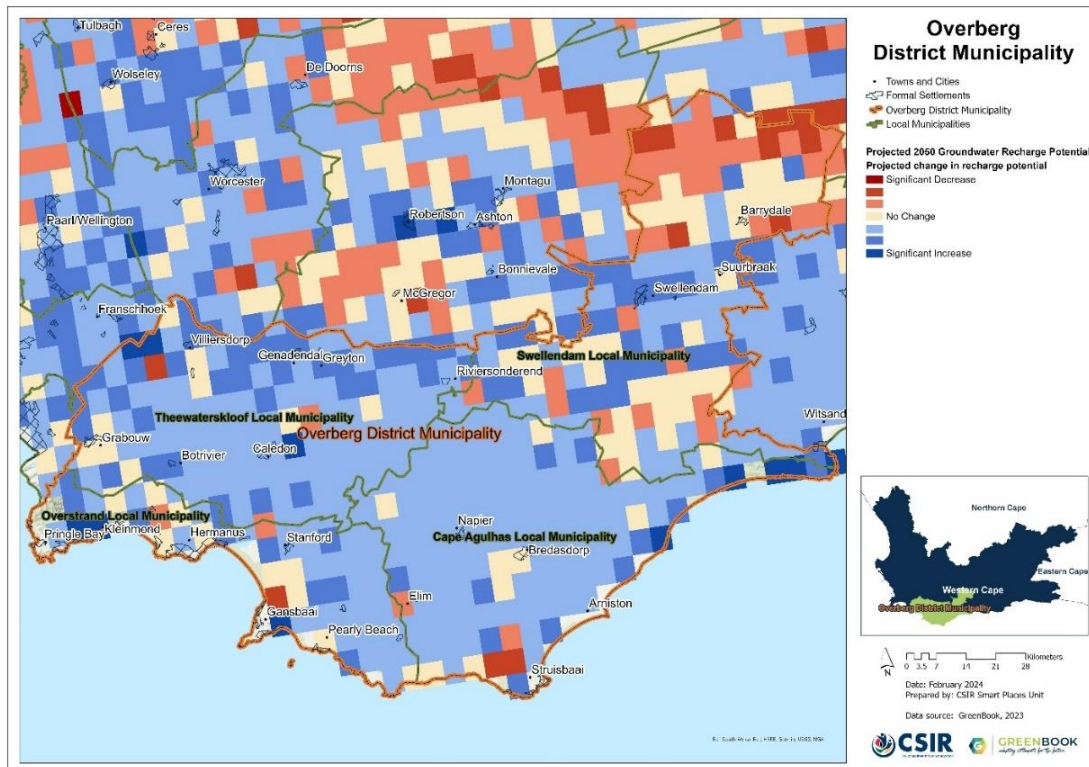 Overberg
District Municipality
Towns and Cities
Formal Settlements
Overberg District Municipality
Local Municipalities
Projected 2050 Groundwater Recharge Potential
Projected change in recharge potential
Significant Decrease
No Change
Significant Increase
Tulbagh
Ceres
Wolseley
De Doorns
Worcester
Montagu
Paarl/Wellington
Robertson
Ashton
Barrydale
Bonnievale
Suurbraak
McGregor
Swellendam
Franschhoek
Villiersdorp
Genadendal
Greyton
Swellendam Local Municipality
Riviersonderend
Theewaterskloof Local Municipality
Witsand
Overberg District Municipality
Grabouw
Caledon
Botrivier
Overstrand Local Municipality
Kleinmond
Pringle Bay
Hermanus
Stanford
Napier
Cape Agulhas Local Municipality
Bredasdorp
Elim
Arniston
Gansbaai
Pearly Beach
Struisbaai
Northern Cape
Eastern Cape
Western Cape
Overberg District Municipality
N
Kilometers
0 3.5 7 14 21 28
Date: February 2024
Prepared by: CSIR Smart Places Unit
Data source: GreenBook, 2023
CSIR
GREENBOOK